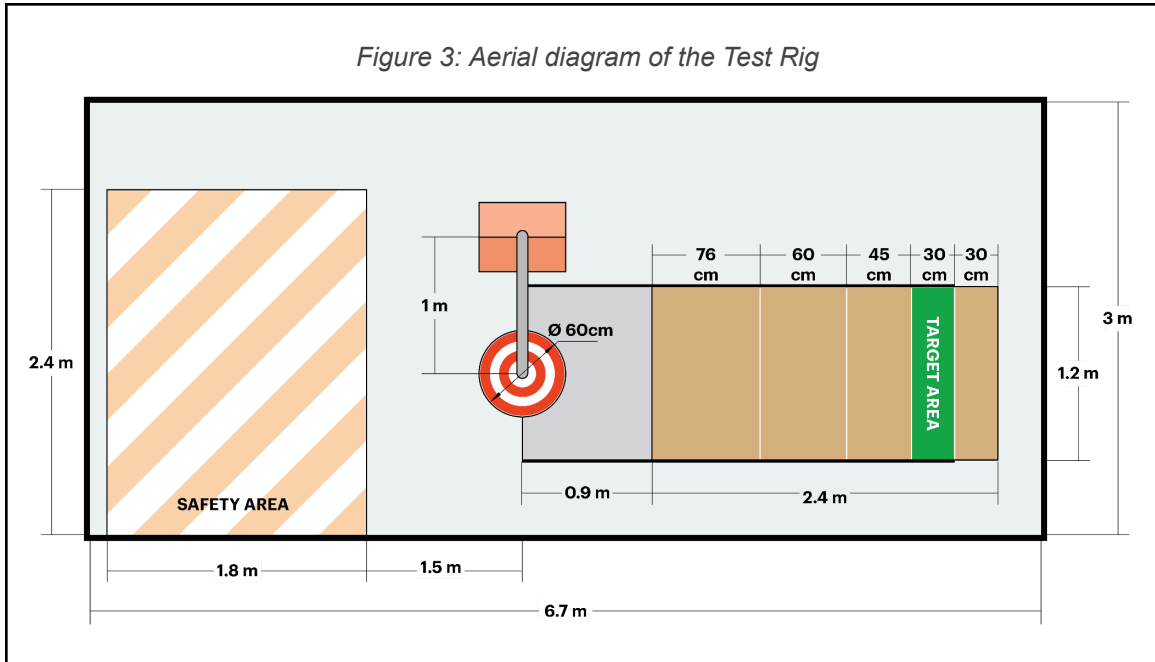 Figure 3: Aerial diagram of the Test Rig
76
cm
60
cm
45
cm
30
cm
30
cm
1 m
Ø 60cm
TARGET AREA
3 m
2.4 m
1.2 m
SAFETY AREA
0.9 m
2.4 m
1.8 m
1.5 m
6.7 m